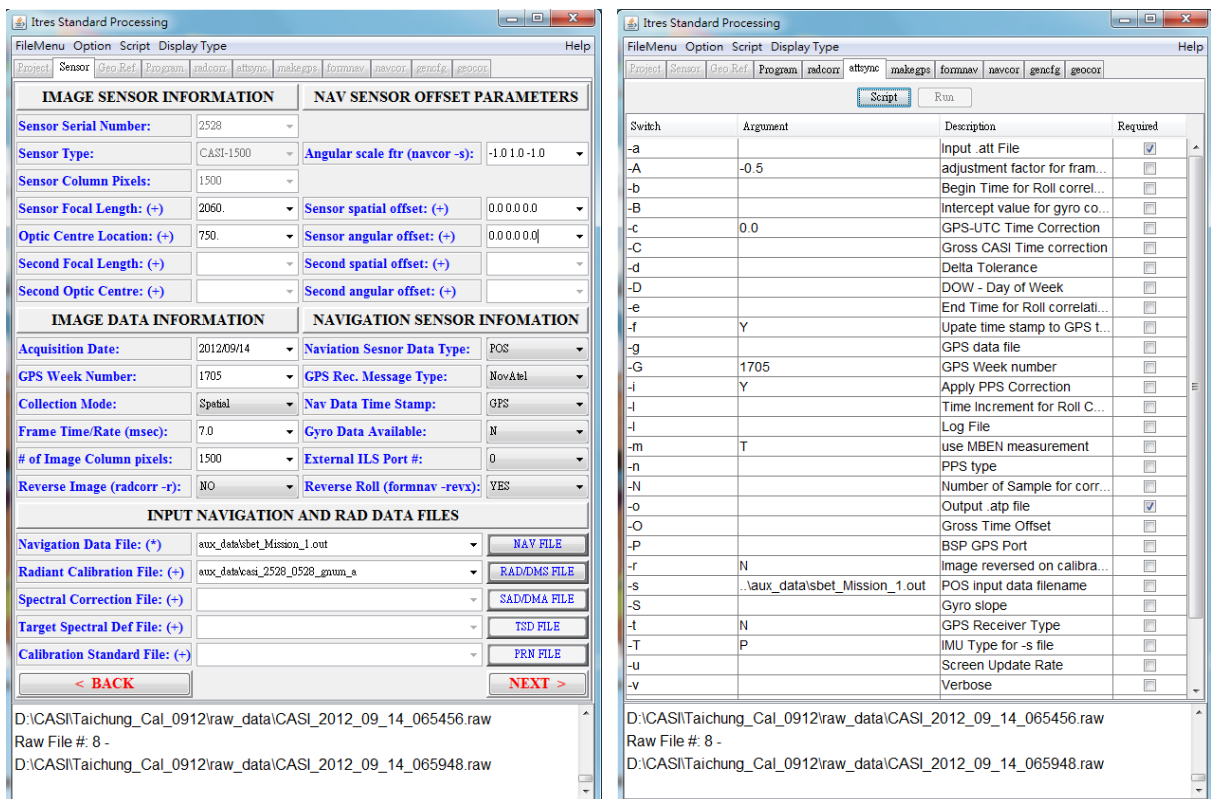 Itres Standard Processing
FileMenu Option Script Display Type Help
Project Sensor Geo Ref. Program radcorr attsync makegps formnav navcor gencfg geocor
IMAGE SENSOR INFORMATION NAV SENSOR OFFSET PARAMETERS
Sensor Serial Number: 2528
Sensor Type: CASI-1500 Angular scale ftr (navcor -s): -1.0 1.0 -1.0
Sensor Column Pixels: 1500
Sensor Focal Length: (+) 2060. Sensor spatial offset: (+) 0.0 0.0 0.0
Optic Centre Location: (+) 750. Sensor angular offset: (+) 0.0 0.0 0.0
Second Focal Length: (+) Second spatial offset: (+)
Second Optic Centre: (+) Second angular offset: (+)
IMAGE DATA INFORMATION NAVIGATION SENSOR INFOMATION
Acquisition Date: 2012/09/14 Naviation Sesnor Data Type: POS
GPS Week Number: 1705 GPS Rec. Message Type: NovAtel
Collection Mode: Spatial Nav Data Time Stamp: GPS
Frame Time/Rate (msec): 7.0 Gyro Data Available: N
# of Image Column pixels: 1500 External ILS Port #: 0
Reverse Image (radcorr -r): NO Reverse Roll (formnav -revx): YES
INPUT NAVIGATION AND RAD DATA FILES
Navigation Data File: (*) aux_data\sbet_Mission_1.out NAV FILE
Radiant Calibration File: (+) aux_data\casi_2528_0528_gnum_a RAD/DMS FILE
Spectral Correction File: (+) SAD/DMA FILE
Target Spectral Def File: (+) TSD FILE
Calibration Standard File: (+) PRN FILE
< BACK NEXT >
D:\CASI\Taichung_Cal_0912\raw_data\CASI_2012_09_14_065456.raw
Raw File #: 8 -
D:\CASI\Taichung_Cal_0912\raw_data\CASI_2012_09_14_065948.raw
Itres Standard Processing
FileMenu Option Script Display Type Help
Project Sensor Geo Ref. Program radcorr attsync makegps formnav navcor gencfg geocor
Script Run
Switch Argument Description Required
-a Input .att File
-A -0.5 adjustment factor for fram...
-b Begin Time for Roll correl...
-B Intercept value for gyro co...
-c 0.0 GPS-UTC Time Correction
-C Gross CASI Time correction
-d Delta Tolerance
-D DOW - Day of Week
-e End Time for Roll correlati...
-f Y Upate time stamp to GPS t...
-g GPS data file
-G 1705 GPS Week number
-i Y Apply PPS Correction
-I Time Increment for Roll C...
-l Log File
-m T use MBEN measurement
-n PPS type
-N Number of Sample for corr...
-o Output .atp file
-O Gross Time Offset
-P BSP GPS Port
-r N Image reversed on calibra...
-s ..\aux_data\sbet_Mission_1.out POS input data filename
-S Gyro slope
-t N GPS Receiver Type
-T P IMU Type for -s file
-u Screen Update Rate
-v Verbose
D:\CASI\Taichung_Cal_0912\raw_data\CASI_2012_09_14_065456.raw
Raw File #: 8 -
D:\CASI\Taichung_Cal_0912\raw_data\CASI_2012_09_14_065948.raw